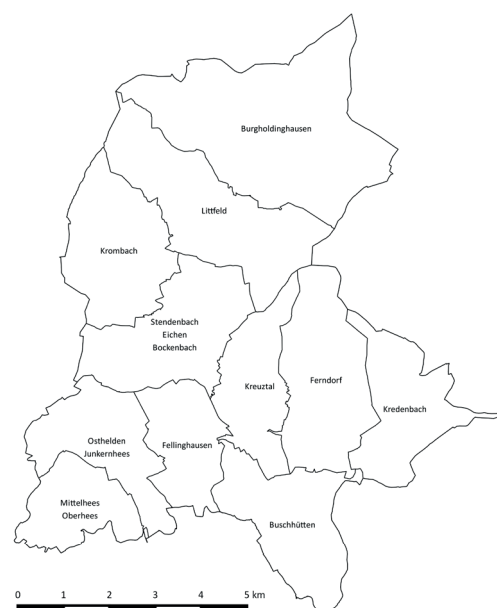 Burgholdinghausen
Littfeld
Krombach
Stendenbach
Eichen
Bockenbach
Kreuztal
Ferndorf
Kredenbach
Osthelden
Junkernhees
Fellinghausen
Mittelhees
Oberhees
Buschhütten
0 1 2 3 4 5 km